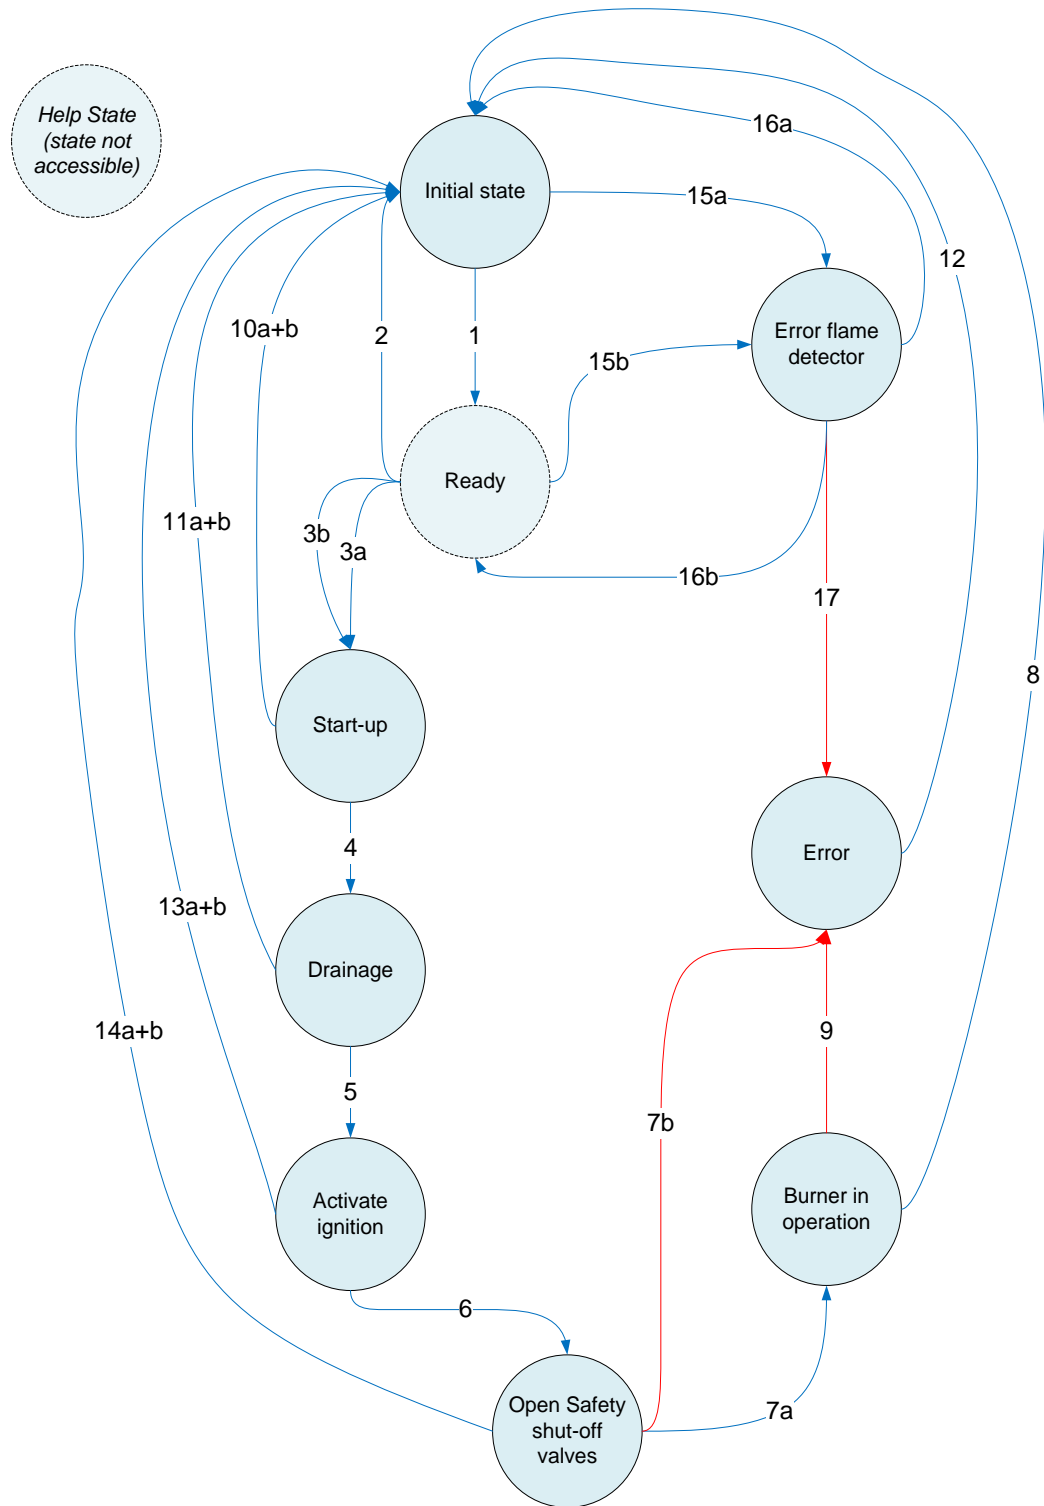 Help State
(state not
accessible)
16a
Initial state
15a
12
10a+b
2
1
Error flame
detector
15b
Ready
11a+b
3b
3a
16b
17
8
Start-up
4
Error
13a+b
Drainage
14a+b
9
5
7b
Activate
ignition
Burner in
operation
6
Open Safety
shut-off
valves
7a